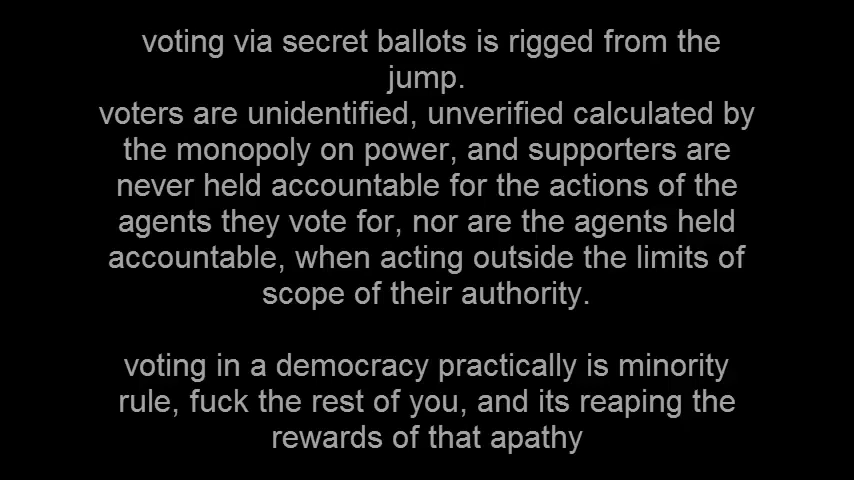 voting via secret ballots is rigged from the
jump.
voters are unidentified, unverified calculated by
the monopoly on power, and supporters are
never held accountable for the actions of the
agents they vote for, nor are the agents held
accountable, when acting outside the limits of
scope of their authority.
voting in a democracy practically is minority
rule, fuck the rest of you, and its reaping the
rewards of that apathy